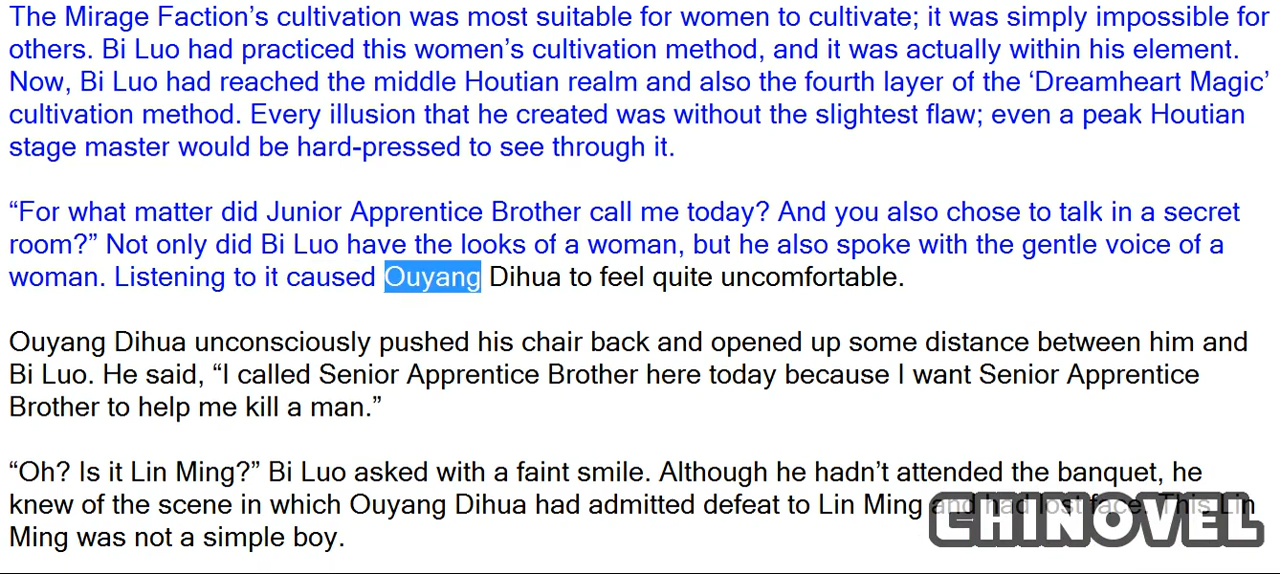 The Mirage Faction’s cultivation was most suitable for women to cultivate; it was simply impossible for
others. Bi Luo had practiced this women’s cultivation method, and it was actually within his element.
Now, Bi Luo had reached the middle Houtian realm and also the fourth layer of the ‘Dreamheart Magic’
cultivation method. Every illusion that he created was without the slightest flaw; even a peak Houtian
stage master would be hard-pressed to see through it.
“For what matter did Junior Apprentice Brother call me today? And you also chose to talk in a secret
room?” Not only did Bi Luo have the looks of a woman, but he also spoke with the gentle voice of a
woman. Listening to it caused Ouyang Dihua to feel quite uncomfortable.
Ouyang Dihua unconsciously pushed his chair back and opened up some distance between him and
Bi Luo. He said, “I called Senior Apprentice Brother here today because I want Senior Apprentice
Brother to help me kill a man.”
“Oh? Is it Lin Ming?” Bi Luo asked with a faint smile. Although he hadn’t attended the banquet, he
knew of the scene in which Ouyang Dihua had admitted defeat to Lin Ming and had lost face. This Lin
Ming was not a simple boy.
CHINOVEL